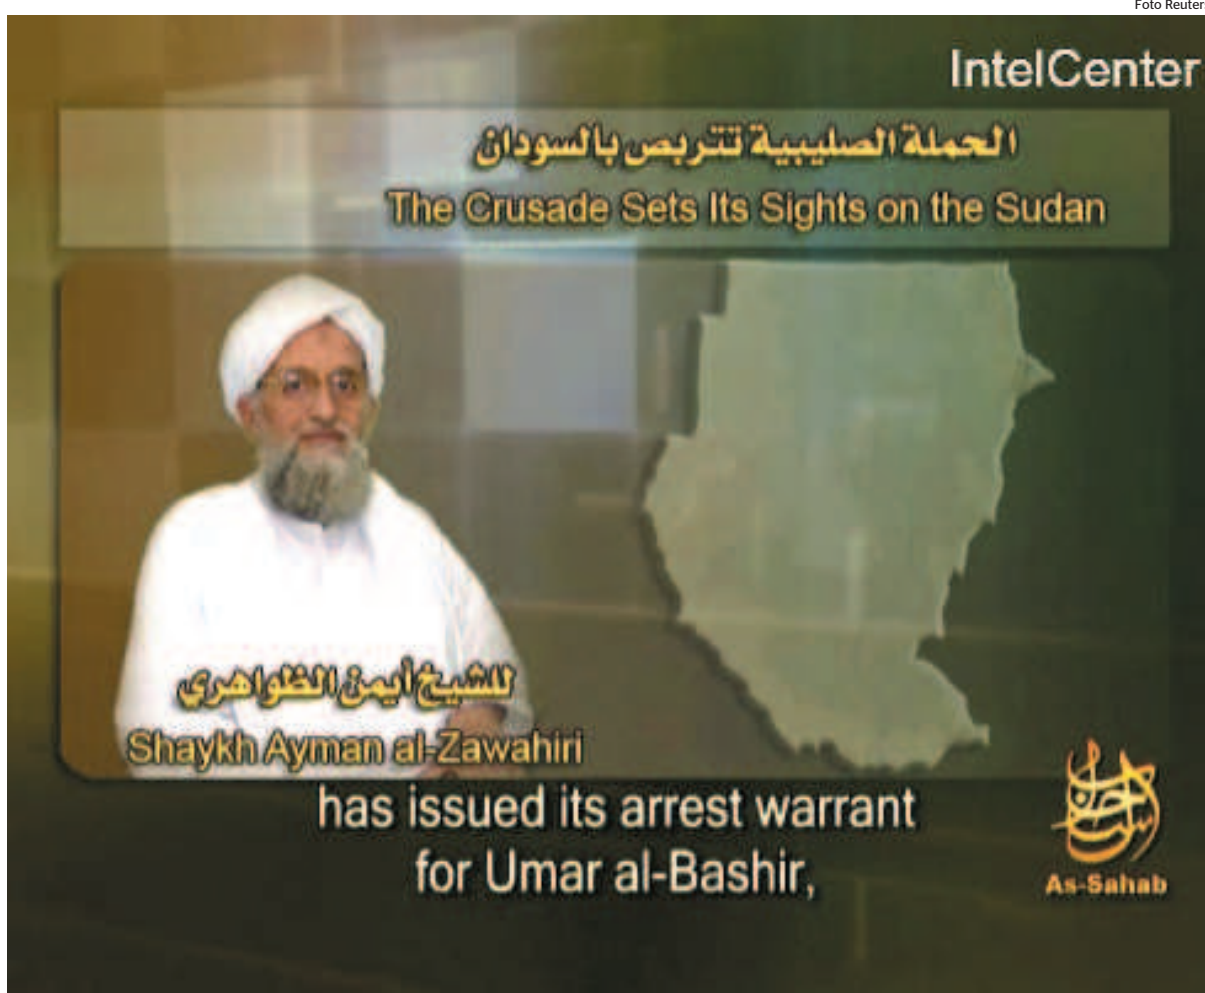 Foto Reuter
IntelCenter
الحملة الصليبية تتربص بالسودان
The Crusade Sets Its Sights on the Sudan
للشيخ أيمن الظواهري
Shaykh Ayman al-Zawahiri
has issued its arrest warrant
for Umar al-Bashir,
السحاب
As-Sahab